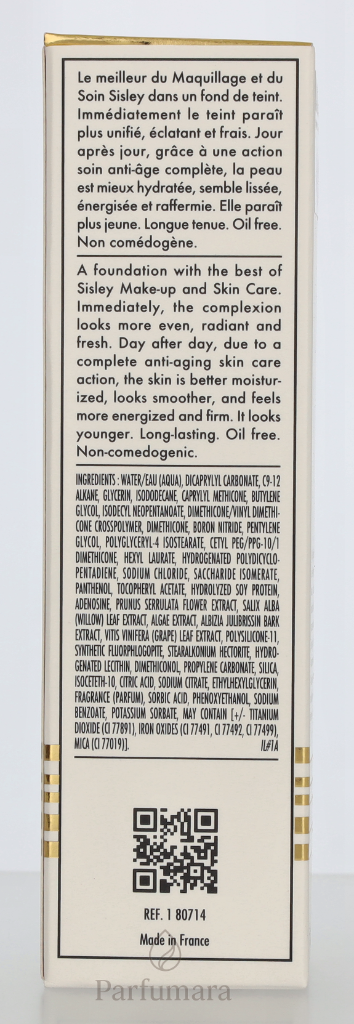 Le meilleur du Maquillage et du
Soin Sisley dans un fond de teint.
Immédiatement le teint paraît
plus unifié, éclatant et frais. Jour
après jour, grâce à une action
soin anti-âge complète, la peau
est mieux hydratée, semble lissée,
énergisée et raffermie. Elle paraît
plus jeune. Longue tenue. Oil free.
Non comédogène.
A foundation with the best of
Sisley Make-up and Skin Care.
Immediately, the complexion
looks more even, radiant and
fresh. Day after day, due to a
complete anti-aging skin care
action, the skin is better moistur-
ized, looks smoother, and feels
more energized and firm. It looks
younger. Long-lasting. Oil free.
Non-comedogenic.
INGREDIENTS : WATER/EAU (AQUA), DICAPRYLYL CARBONATE, C9-12
ALKANE, GLYCERIN, ISODODECANE, CAPRYLYL METHICONE, BUTYLENE
GLYCOL, ISODECYL NEOPENTANOATE, DIMETHICONE/VINYL DIMETHI-
CONE CROSSPOLYMER, DIMETHICONE, BORON NITRIDE, PENTYLENE
GLYCOL, POLYGLYCERYL-4 ISOSTEARATE, CETYL PEG/PPG-10/1
DIMETHICONE, HEXYL LAURATE, HYDROGENATED POLYDICYCLO-
PENTADIENE, SODIUM CHLORIDE, SACCHARIDE ISOMERATE,
PANTHENOL, TOCOPHERYL ACETATE, HYDROLYZED SOY PROTEIN,
ADENOSINE, PRUNUS SERRULATA FLOWER EXTRACT, SALIX ALBA
(WILLOW) LEAF EXTRACT, ALGAE EXTRACT, ALBIZIA JULIBRISSIN BARK
EXTRACT, VITIS VINIFERA (GRAPE) LEAF EXTRACT, POLYSILICONE-11,
SYNTHETIC FLUORPHLOGOPITE, STEARALKONIUM HECTORITE, HYDRO-
GENATED LECITHIN, DIMETHICONOL, PROPYLENE CARBONATE, SILICA,
ISOCETETH-10, CITRIC ACID, SODIUM CITRATE, ETHYLHEXYLGLYCERIN,
FRAGRANCE (PARFUM), SORBIC ACID, PHENOXYETHANOL, SODIUM
BENZOATE, POTASSIUM SORBATE, MAY CONTAIN [+/- TITANIUM
DIOXIDE (CI 77891), IRON OXIDES (CI 77491, CI 77492, CI 77499),
MICA (CI 77019)]. IL#1A
REF. 1 80714
Made in France
Parfumara